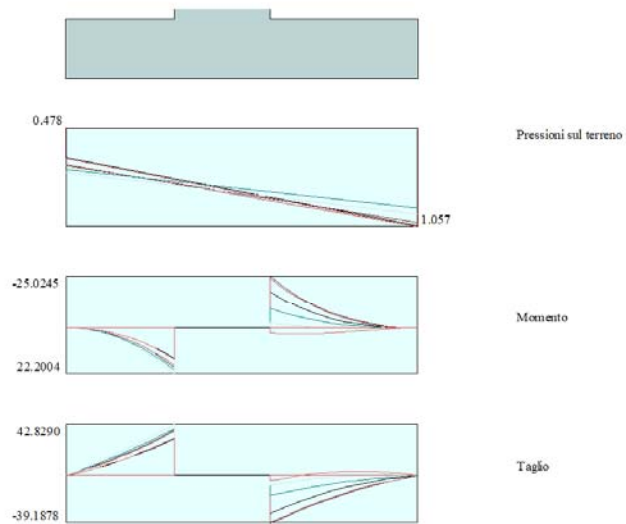 0.478
Pressioni sul terreno
1.057
-25.0245
Momento
22.2004
42.8290
Taglio
-39.1878